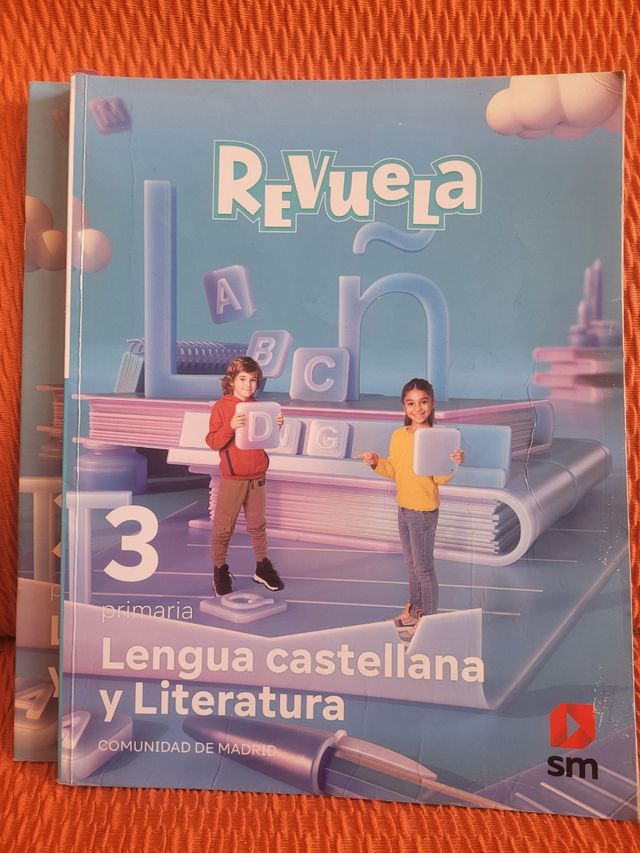 REVUELA
L ñ
A
B
C
D
G
3
primaria
Lengua castellana
y Literatura
COMUNIDAD DE MADRID
sm